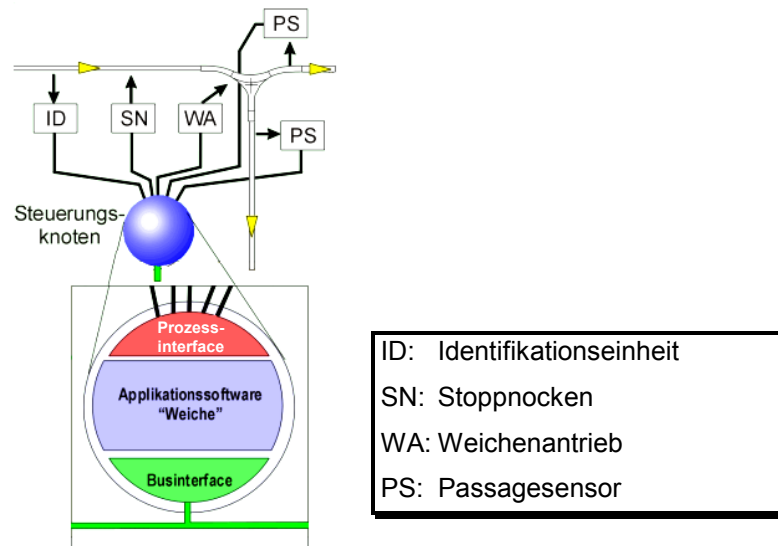 PS
ID
SN
WA
PS
Steuerungs-
knoten
Prozess-
interface
Applikationssoftware
“Weiche”
Businterface
ID: Identifikationseinheit
SN: Stoppnocken
WA: Weichenantrieb
PS: Passagesensor